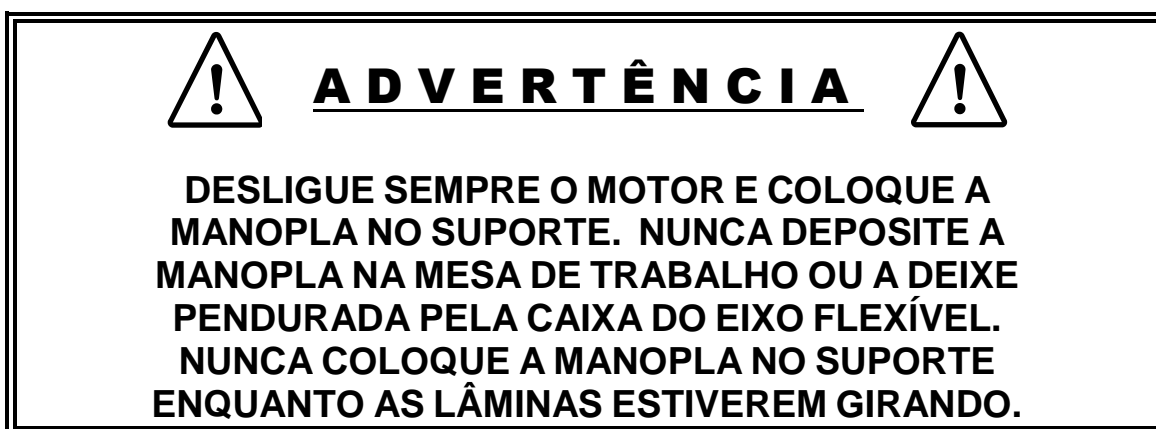 ADVERTÊNCIA
DESLIGUE SEMPRE O MOTOR E COLOQUE A
MANOPLA NO SUPORTE. NUNCA DEPOSITE A
MANOPLA NA MESA DE TRABALHO OU A DEIXE
PENDURADA PELA CAIXA DO EIXO FLEXÍVEL.
NUNCA COLOQUE A MANOPLA NO SUPORTE
ENQUANTO AS LÂMINAS ESTIVEREM GIRANDO.